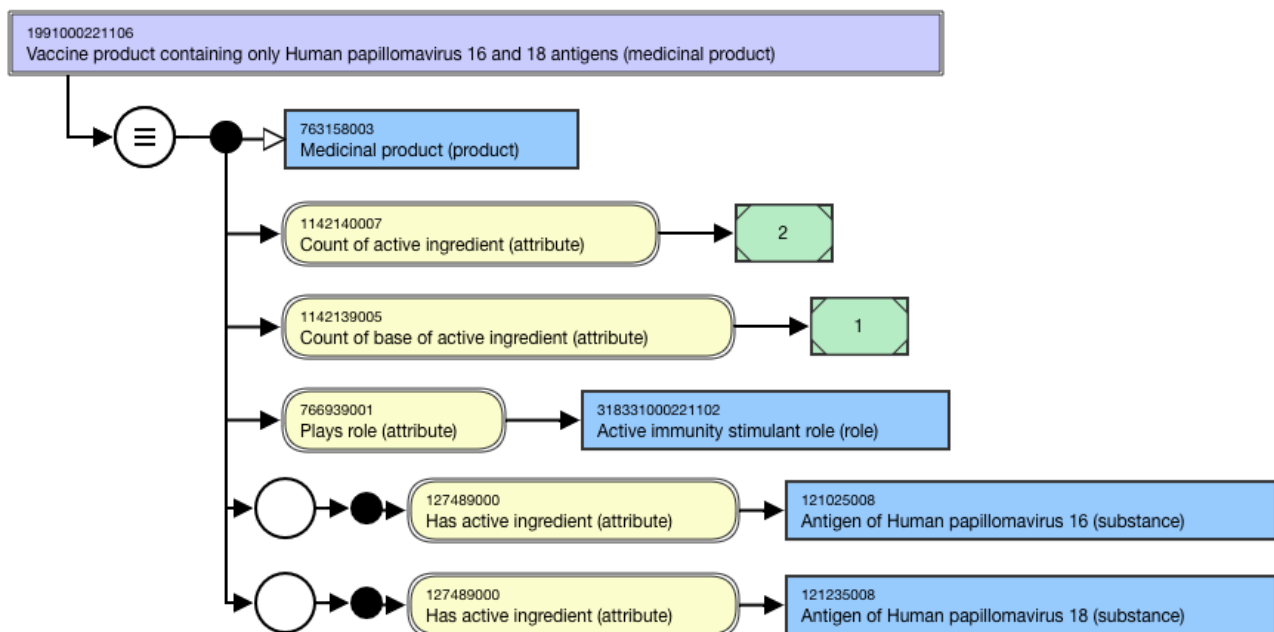 1991000221106
Vaccine product containing only Human papillomavirus 16 and 18 antigens (medicinal product)
763158003
Medicinal product (product)
1142140007
Count of active ingredient (attribute)
2
1142139005
Count of base of active ingredient (attribute)
1
766939001
Plays role (attribute)
318331000221102
Active immunity stimulant role (role)
127489000
Has active ingredient (attribute)
121025008
Antigen of Human papillomavirus 16 (substance)
127489000
Has active ingredient (attribute)
121235008
Antigen of Human papillomavirus 18 (substance)